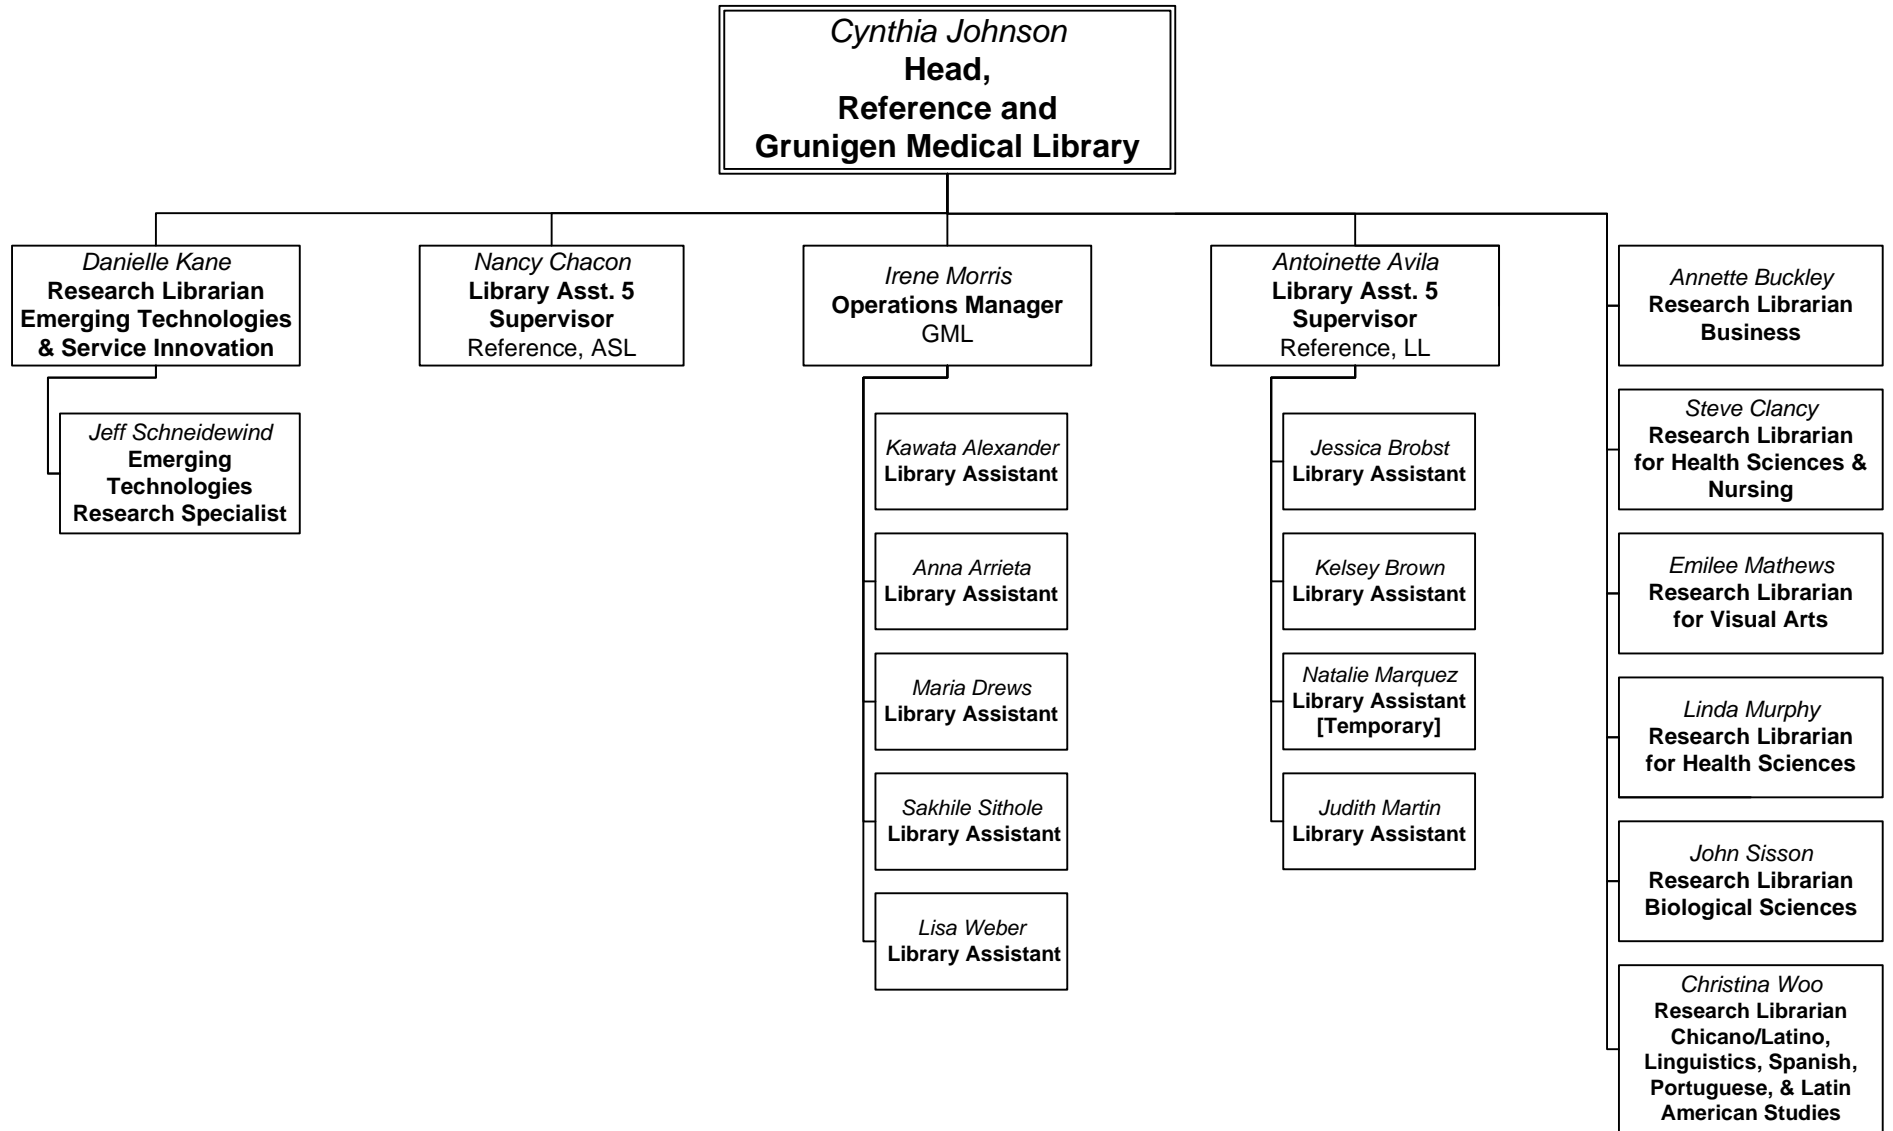 Cynthia Johnson
Head,
Reference and
Grunigen Medical Library
Danielle Kane
Research Librarian
Emerging Technologies
& Service Innovation
Jeff Schneidewind
Emerging
Technologies
Research Specialist
Nancy Chacon
Library Asst. 5
Supervisor
Reference, ASL
Irene Morris
Operations Manager
GML
Kawata Alexander
Library Assistant
Anna Arrieta
Library Assistant
Maria Drews
Library Assistant
Sakhile Sithole
Library Assistant
Lisa Weber
Library Assistant
Antoinette Avila
Library Asst. 5
Supervisor
Reference, LL
Jessica Brobst
Library Assistant
Kelsey Brown
Library Assistant
Natalie Marquez
Library Assistant
[Temporary]
Judith Martin
Library Assistant
Annette Buckley
Research Librarian
Business
Steve Clancy
Research Librarian
for Health Sciences &
Nursing
Emilee Mathews
Research Librarian
for Visual Arts
Linda Murphy
Research Librarian
for Health Sciences
John Sisson
Research Librarian
Biological Sciences
Christina Woo
Research Librarian
Chicano/Latino,
Linguistics, Spanish,
Portuguese, & Latin
American Studies